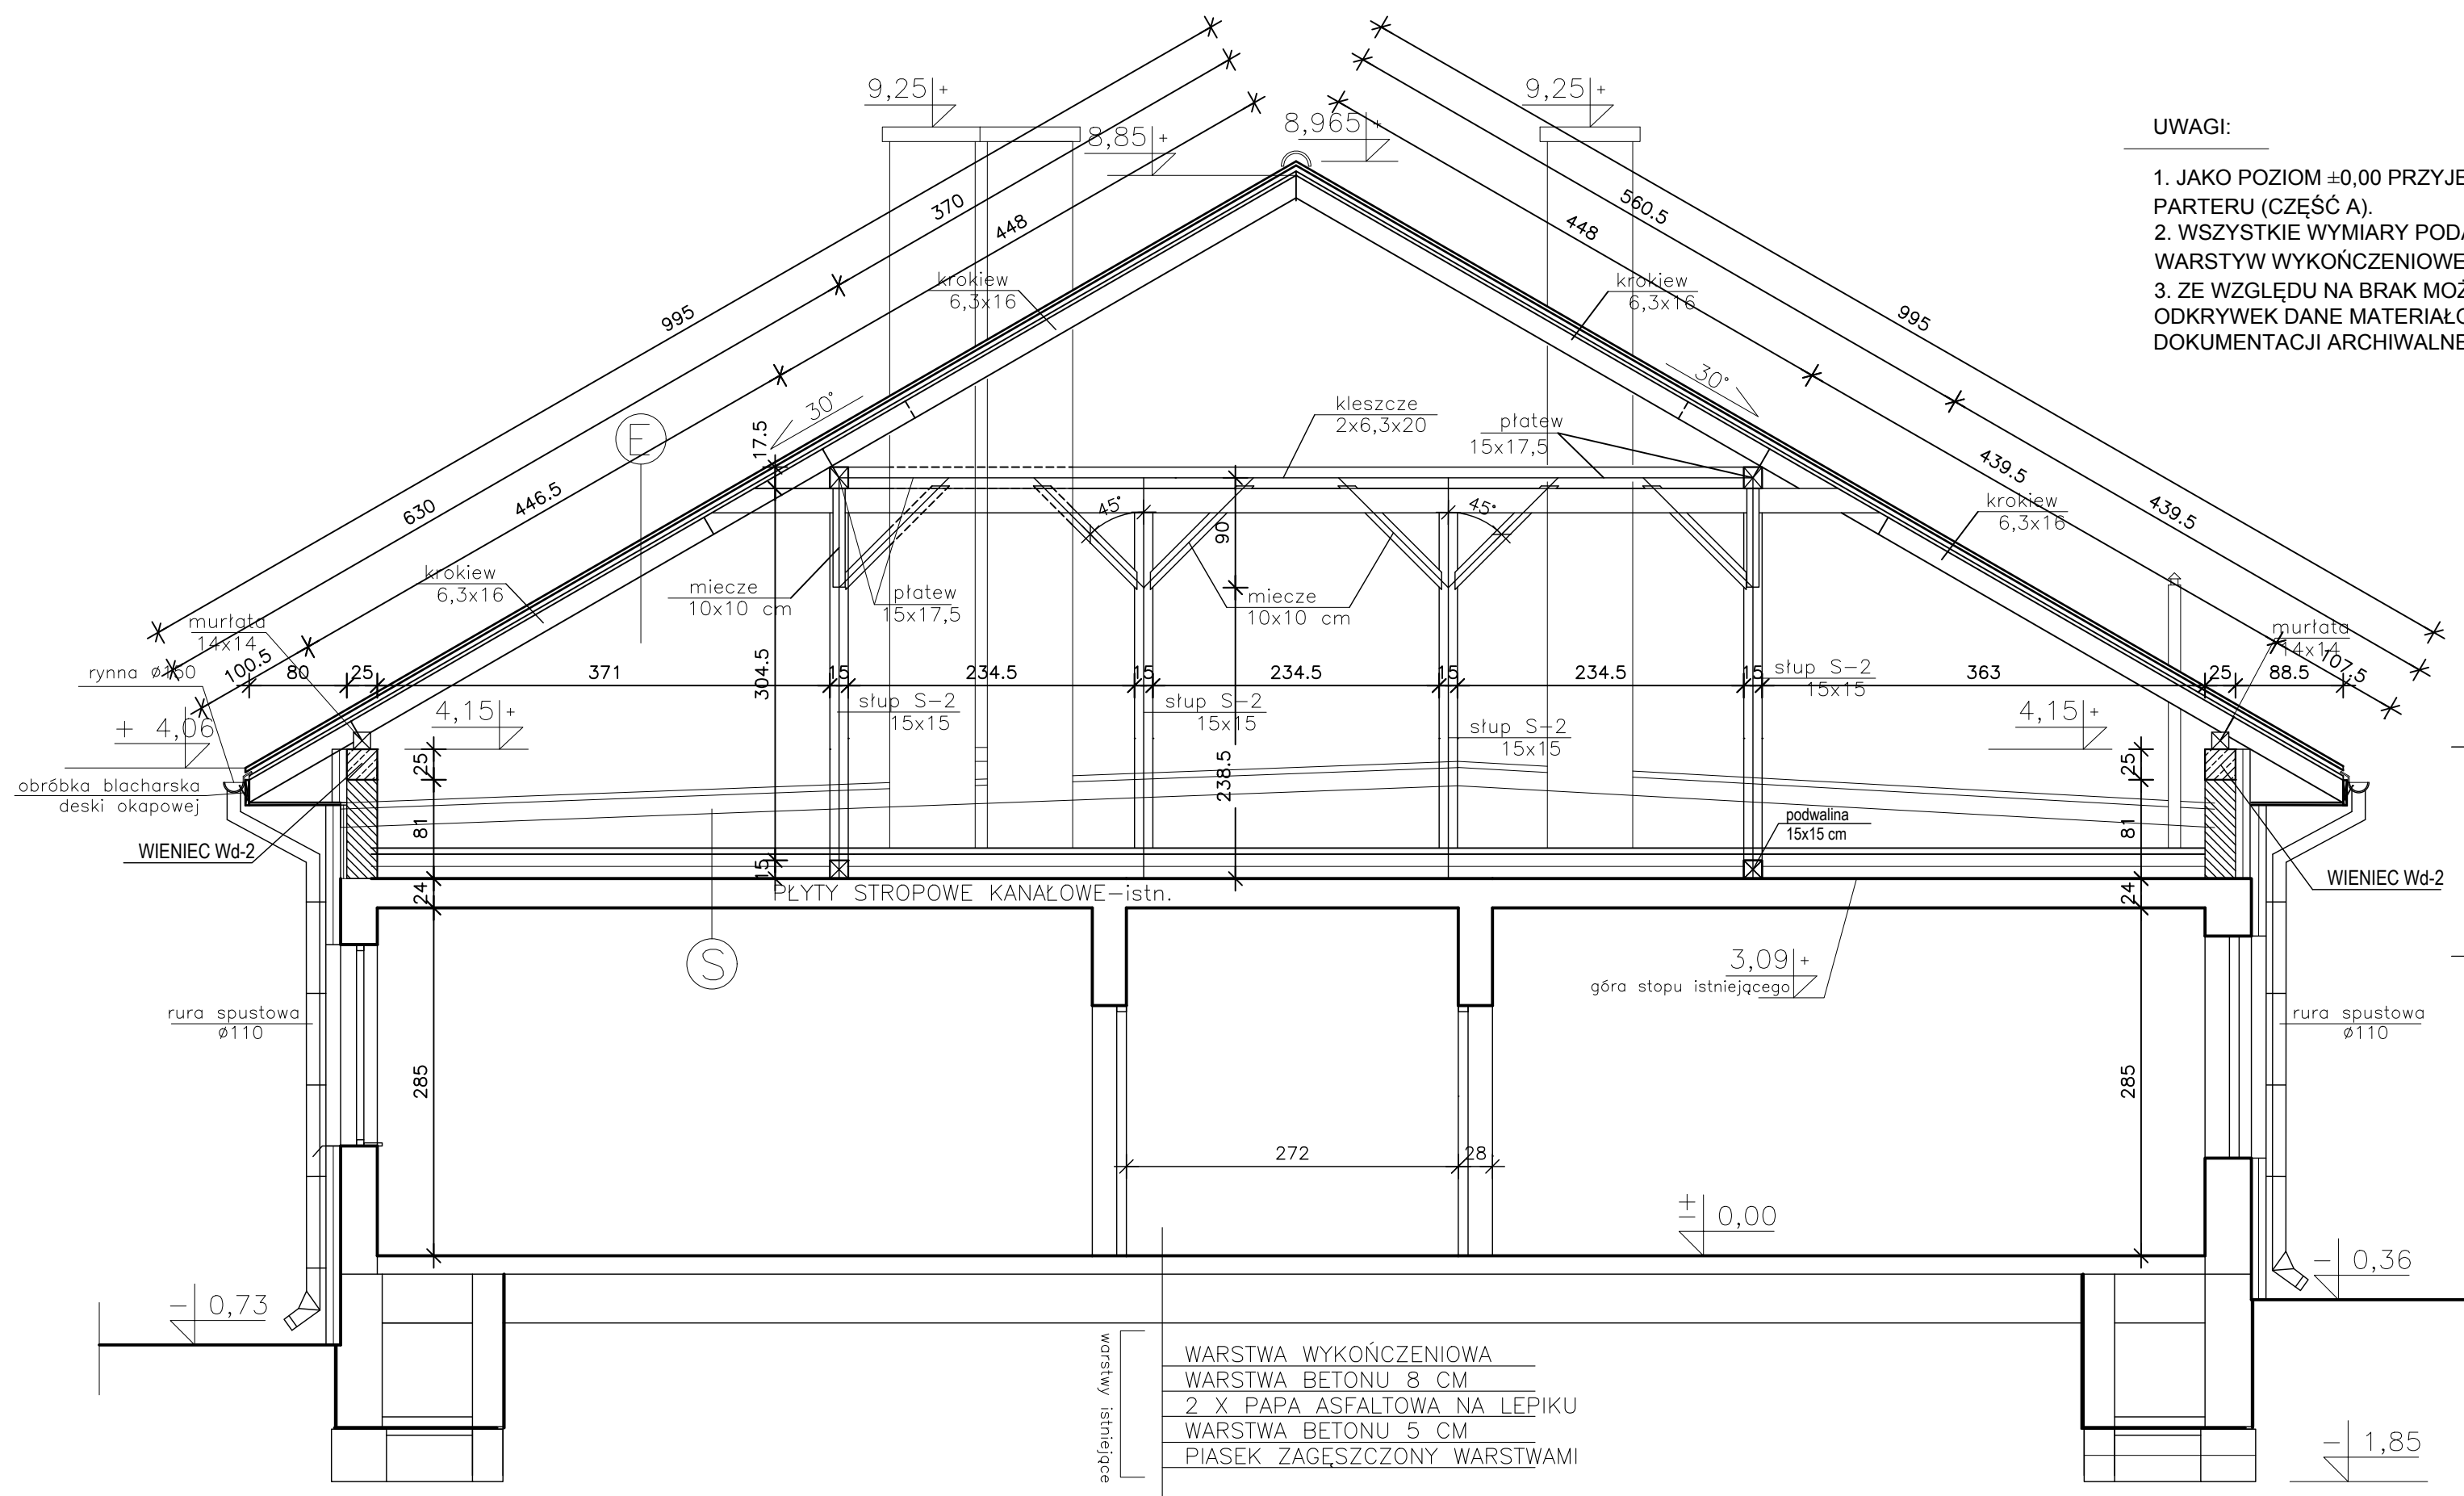 9,25 +
9,25 +
8,85 +
8,965 +
UWAGI:
1. JAKO POZIOM ±0,00 PRZYJE
PARTERU (CZĘŚĆ A).
2. WSZYSTKIE WYMIARY PODA
WARSTYW WYKOŃCZENIOWE
3. ZE WZGLĘDU NA BRAK MOŻ
ODKRYWEK DANE MATERIAŁO
DOKUMENTACJI ARCHIWALNE
370
448
995
630
446.5
100.5
560.5
448
995
439.5
439.5
107.5
krokiew
6,3x16
krokiew
6,3x16
30°
30°
E
17.5
kleszcze
2x6,3x20
płatew
15x17,5
krokiew
6,3x16
krokiew
6,3x16
45°
45°
90
miecze
10x10 cm
płatew
15x17,5
miecze
10x10 cm
murłata
14x14
murłata
14x14
rynna ø150
80
25
371
15
234.5
15
234.5
15
234.5
15
363
25
88.5
304.5
słup S-2
15x15
słup S-2
15x15
słup S-2
15x15
słup S-2
15x15
+ 4,06
4,15 +
4,15 +
obróbka blacharska
deski okapowej
25
81
24
238.5
15
25
81
24
podwalina
15x15 cm
WIENIEC Wd-2
WIENIEC Wd-2
PŁYTY STROPOWE KANAŁOWE-istn.
S
3,09 +
góra stopu istniejącego
rura spustowa
ø110
rura spustowa
ø110
285
285
272
28
± 0,00
- 0,73
- 0,36
- 1,85
warstwy istniejące
WARSTWA WYKOŃCZENIOWA
WARSTWA BETONU 8 CM
2 X PAPA ASFALTOWA NA LEPIKU
WARSTWA BETONU 5 CM
PIASEK ZAGĘSZCZONY WARSTWAMI